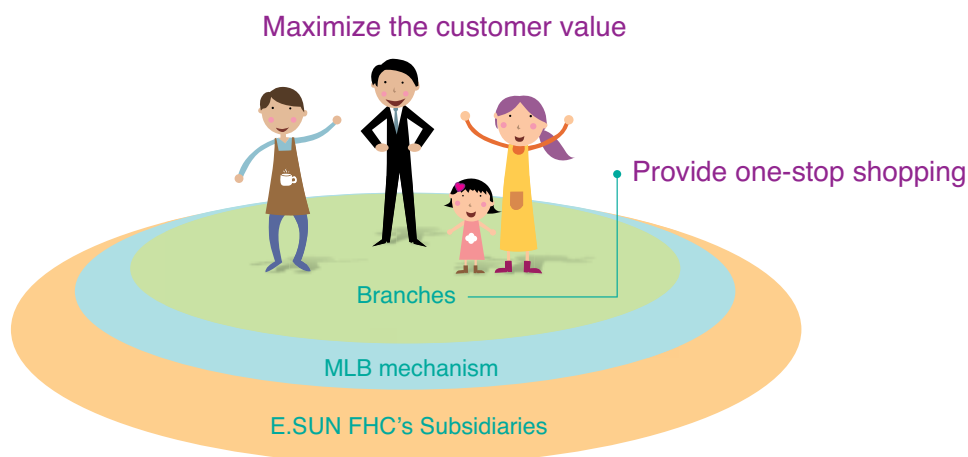 Maximize the customer value
Provide one-stop shopping
Branches
MLB mechanism
E.SUN FHC's Subsidiaries